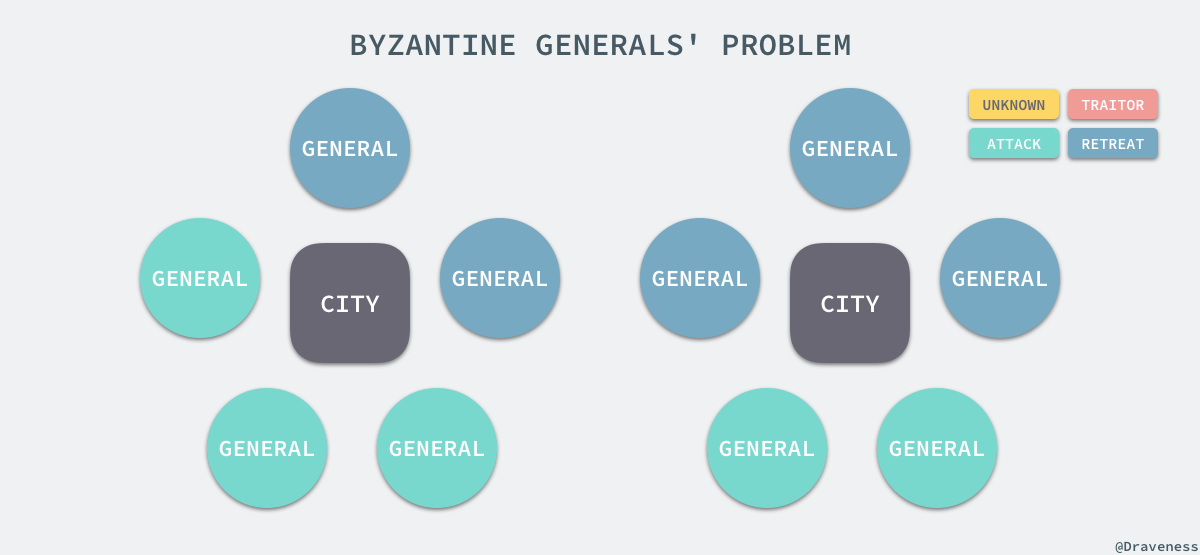 BYZANTINE GENERALS' PROBLEM
UNKNOWN TRAITOR
ATTACK RETREAT
GENERAL GENERAL
GENERAL CITY GENERAL GENERAL CITY GENERAL
GENERAL GENERAL GENERAL GENERAL
@Draveness